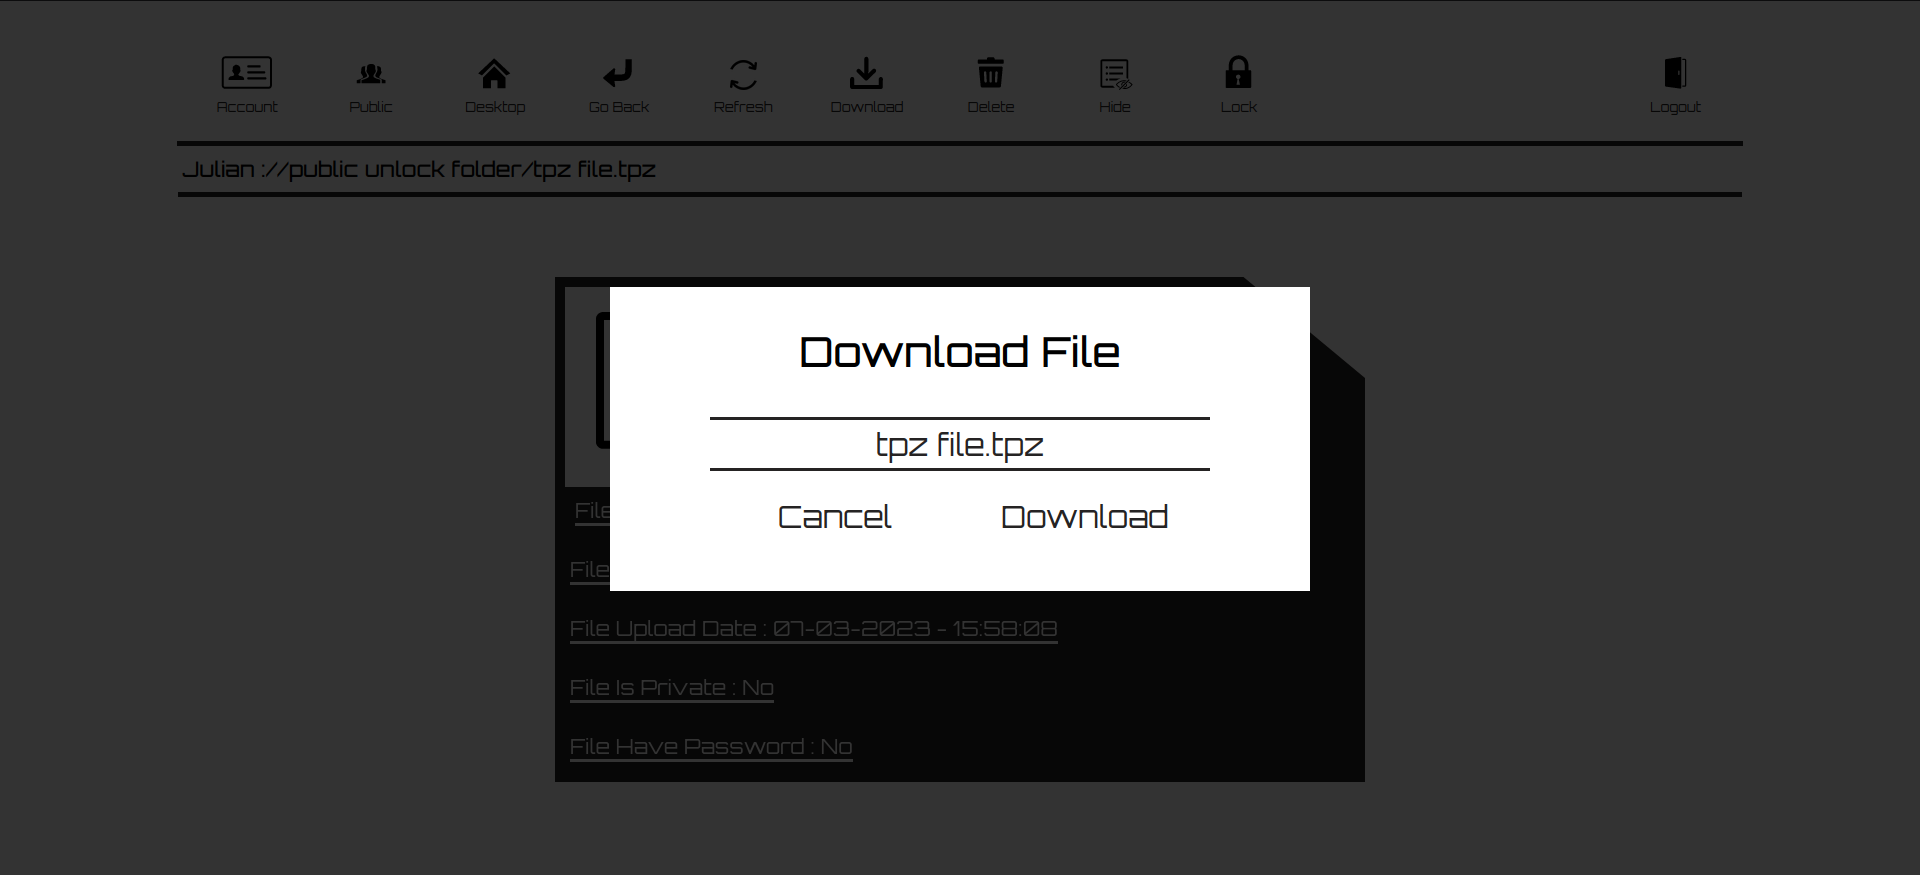 Account Public Desktop Go Back Refresh Download Delete Hide Lock Logout
Julian ://public unlock folder/tpz file.tpz
Download File
tpz file.tpz
Cancel Download
File
File
File Upload Date : 07-03-2023 - 15:58:08
File Is Private : No
File Have Password : No